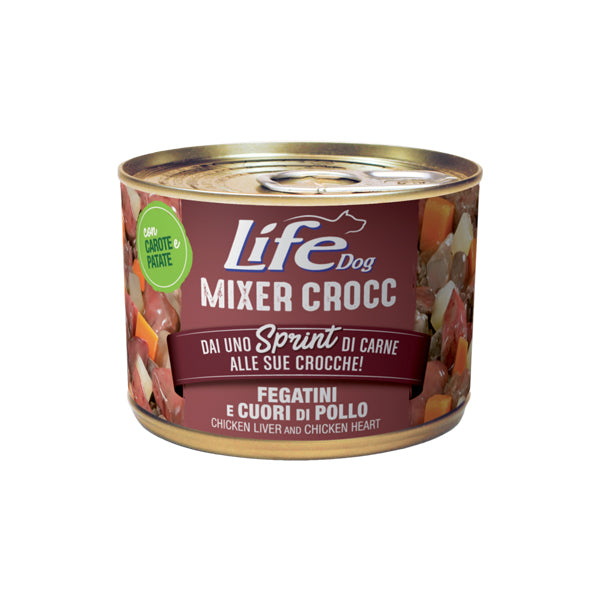 con
CAROTE e
PATATE
Life Dog
MIXER CROCC
DAI UNO Sprint DI CARNE
ALLE SUE CROCCHE!
FEGATINI
E CUORI DI POLLO
CHICKEN LIVER AND CHICKEN HEART